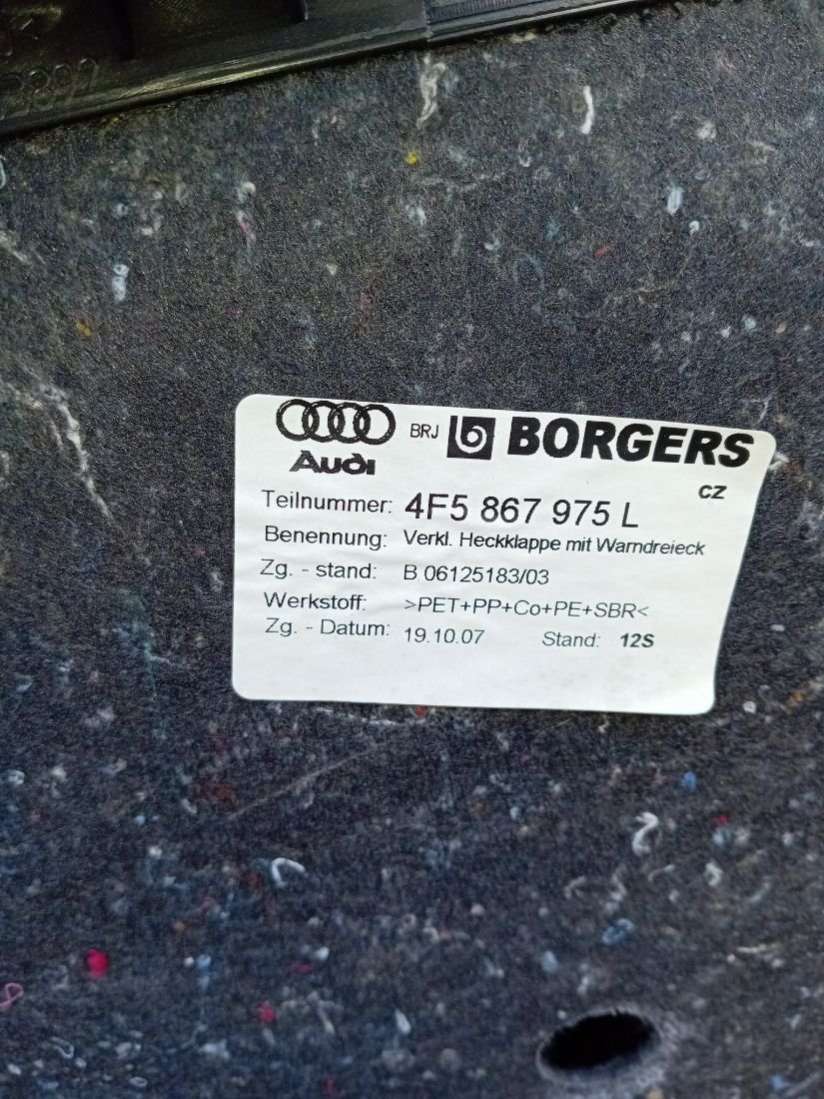 Audi BRJ BORGERS
CZ
Teilnummer: 4F5 867 975 L
Benennung: Verkl. Heckklappe mit Warndreieck
Zg. - stand: B 06125183/03
Werkstoff: >PET+PP+Co+PE+SBR<
Zg. - Datum: 19.10.07 Stand: 12S